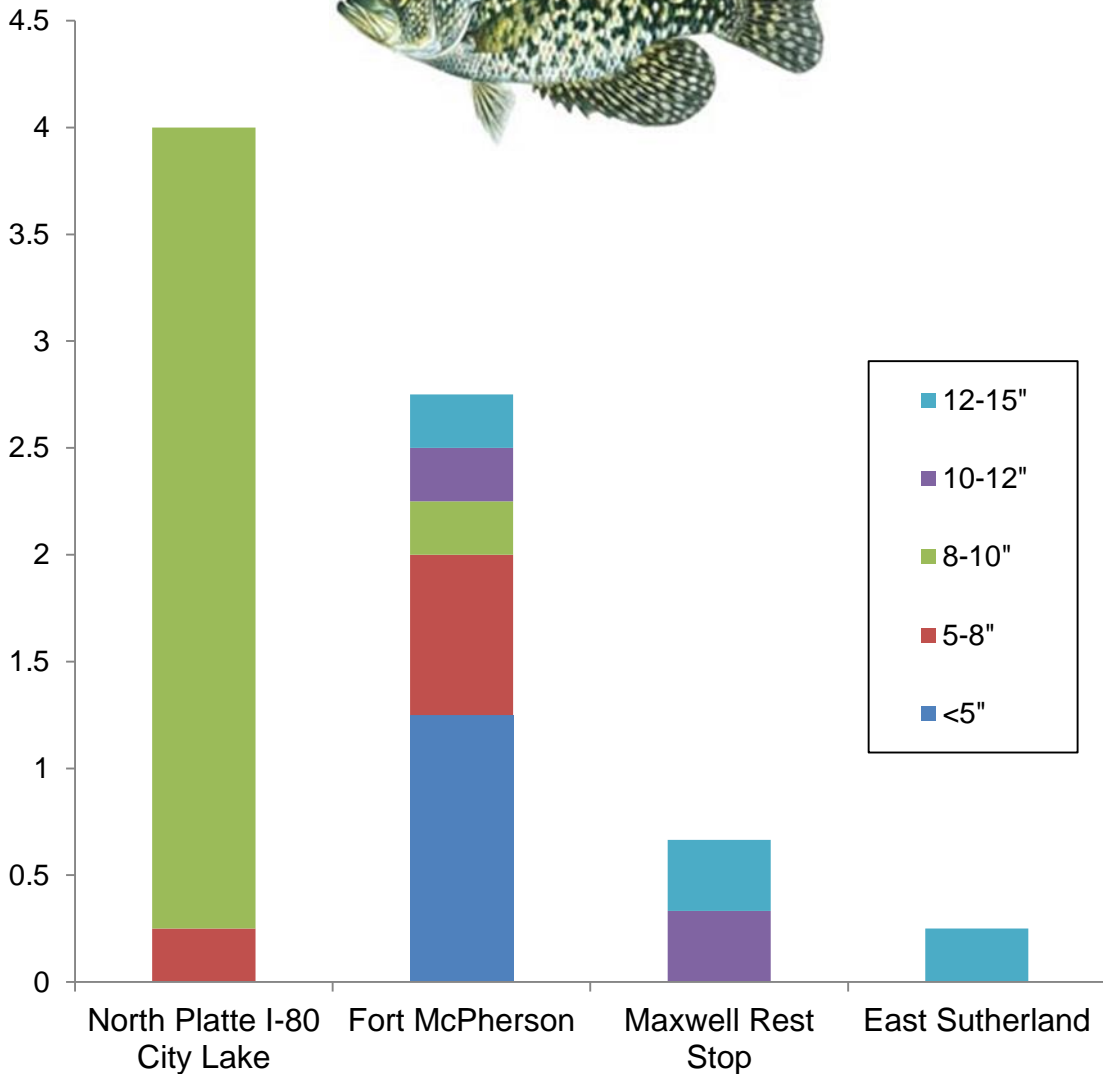 4.5
4
3.5
3
2.5
2
1.5
1
0.5
0
12-15"
10-12"
8-10"
5-8"
<5"
North Platte I-80
City Lake
Fort McPherson
Maxwell Rest
Stop
East Sutherland